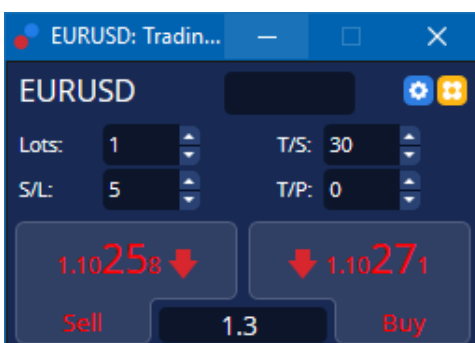 EURUSD: Tradin...
EURUSD
Lots: 1 T/S: 30
S/L: 5 T/P: 0
1.10258 1.10271
Sell 1.3 Buy